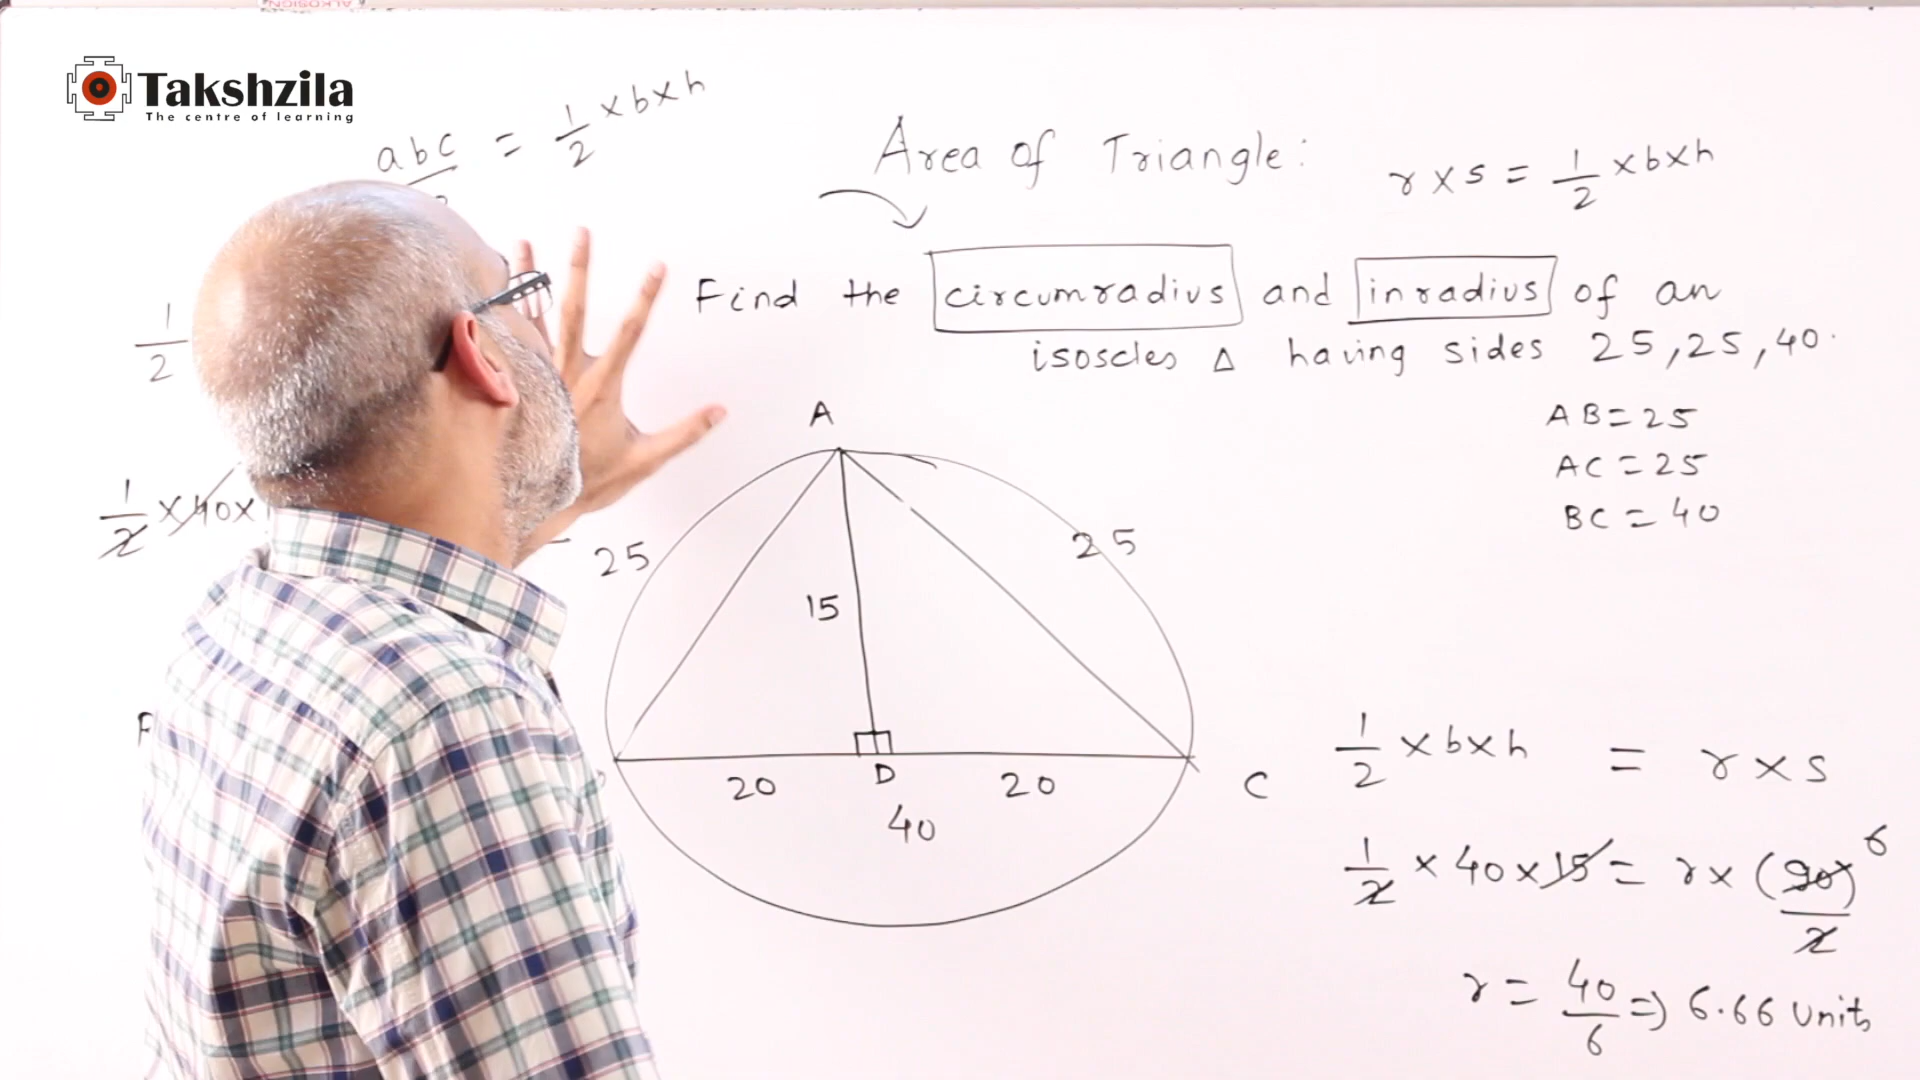 Takshzila
The centre of learning
abc = 1/2 × b × h
Area of Triangle:
r × s = 1/2 × b × h
Find the circumradius and inradius of an
isoscles Δ having sides 25, 25, 40.
1/2
1/2 × 40 ×
AB = 25
AC = 25
BC = 40
A
25
25
15
20
D
20
C
40
1/2 × b × h = r × s
1/2 × 40 × 15 = r × (90)/2 6
r = 40/6 ⇒ 6.66 units